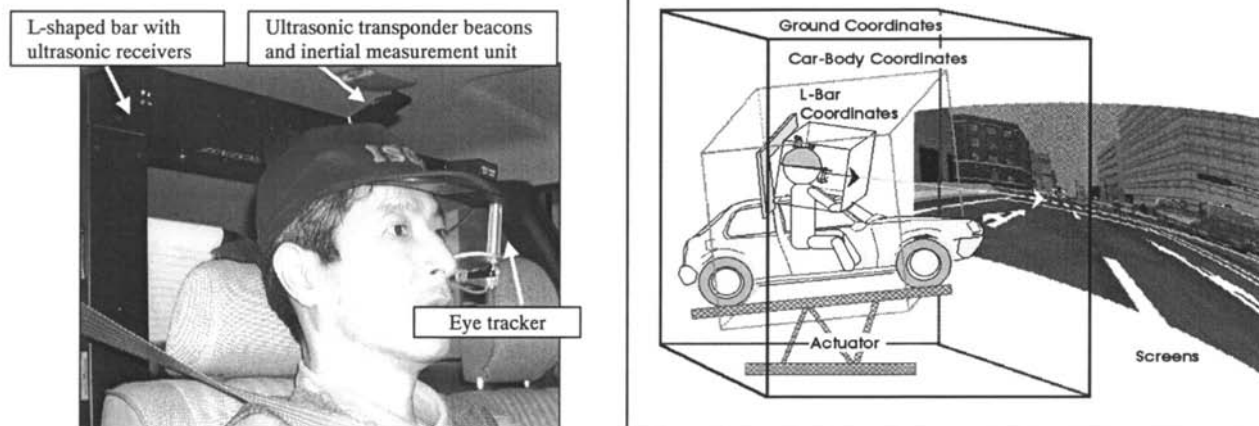 L-shaped bar with
ultrasonic receivers
Ultrasonic transponder beacons
and inertial measurement unit
Eye tracker
Ground Coordinates
Car-Body Coordinates
L-Bar
Coordinates
Actuator
Screens